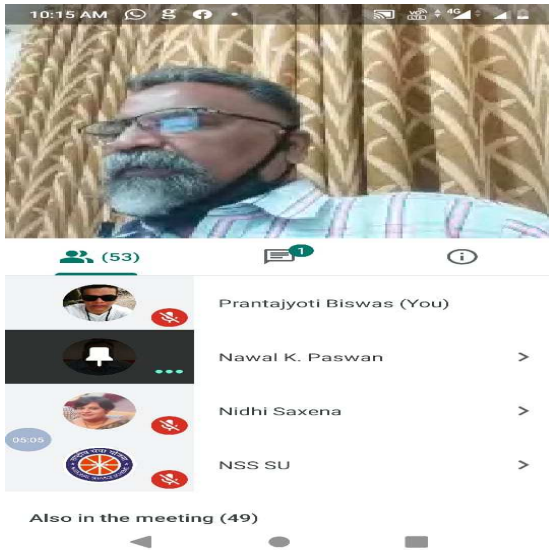 10:15 AM
4G
(53)
1
Prantajyoti Biswas (You)
Nawal K. Paswan
Nidhi Saxena
05:05
NSS SU
Also in the meeting (49)